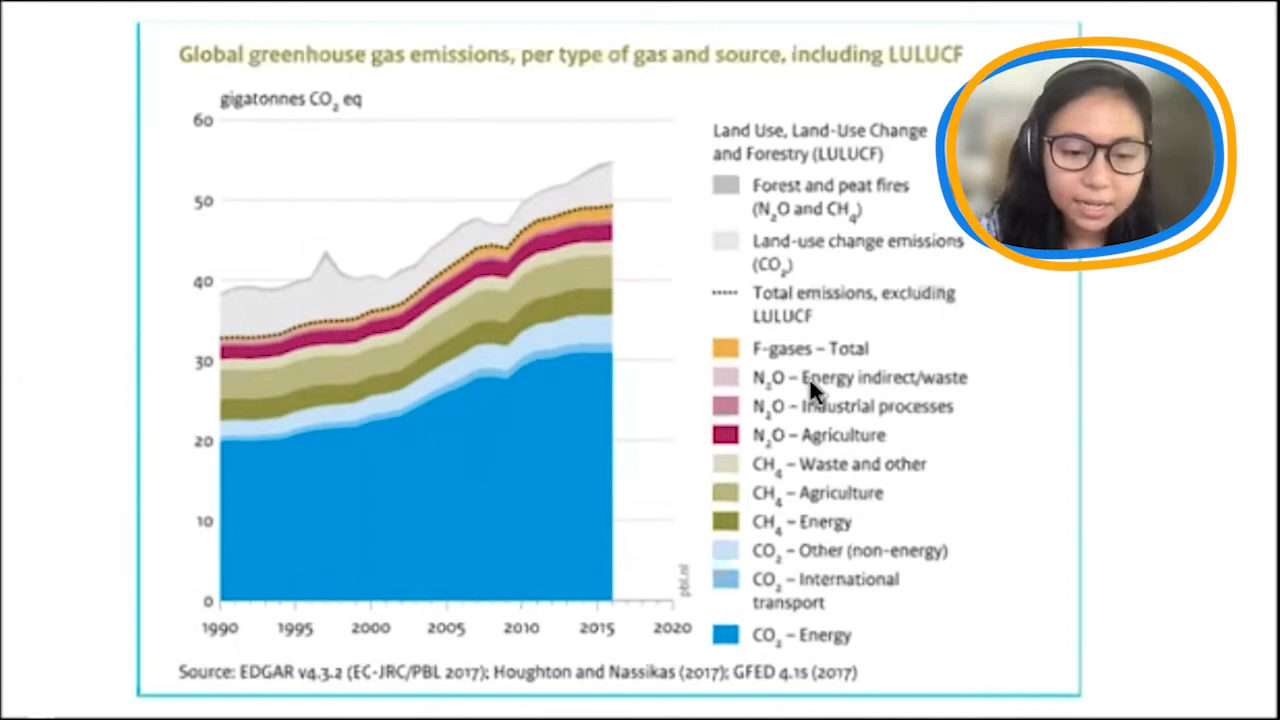 Global greenhouse gas emissions, per type of gas and source, including LULUCF
gigatonnes CO₂ eq
60
50
40
30
20
10
0
1990 1995 2000 2005 2010 2015 2020
Land Use, Land-Use Change
and Forestry (LULUCF)
Forest and peat fires
(N₂O and CH₄)
Land-use change emissions
(CO₂)
Total emissions, excluding
LULUCF
F-gases – Total
N₂O – Energy indirect/waste
N₂O – Industrial processes
N₂O – Agriculture
CH₄ – Waste and other
CH₄ – Agriculture
CH₄ – Energy
CO₂ – Other (non-energy)
CO₂ – International
transport
CO₂ – Energy
pbl.nl
Source: EDGAR v4.3.2 (EC-JRC/PBL 2017); Houghton and Nassikas (2017); GFED 4.1s (2017)